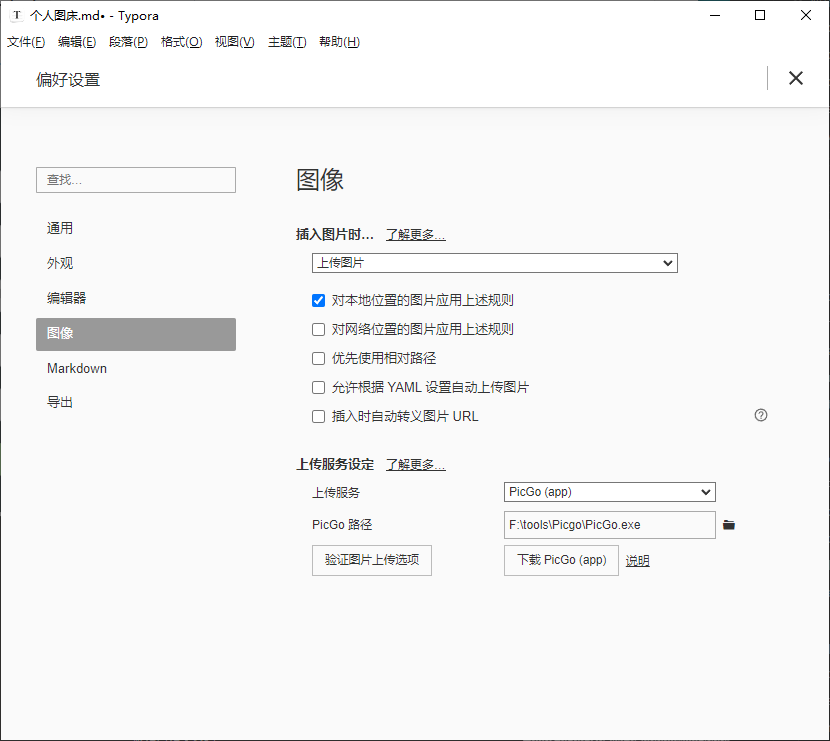 个人图床.md• - Typora
文件(F) 编辑(E) 段落(P) 格式(O) 视图(V) 主题(T) 帮助(H)
偏好设置
查找...
通用
外观
编辑器
图像
Markdown
导出
图像
插入图片时... 了解更多...
上传图片
对本地位置的图片应用上述规则
对网络位置的图片应用上述规则
优先使用相对路径
允许根据 YAML 设置自动上传图片
插入时自动转义图片 URL
上传服务设定 了解更多...
上传服务 PicGo (app)
PicGo 路径 F:\tools\Picgo\PicGo.exe
验证图片上传选项 下载 PicGo (app) 说明